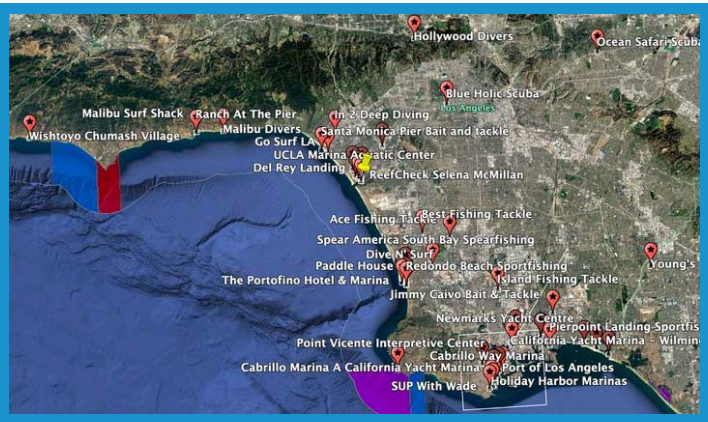 Hollywood Divers
Ocean Safari Scuba
Blue Holic Scuba
Los Angeles
Malibu Surf Shack
Ranch At The Pier
In 2 Deep Diving
Wishtoyo Chumash Village
Malibu Divers
Santa Monica Pier Bait and tackle
Go Surf LA
UCLA Marina Aquatic Center
Del Rey Landing
ReefCheck Selena McMillan
Ace Fishing Tackle
Best Fishing Tackle
Spear America South Bay Spearfishing
Dive N' Surf
Young's
Paddle House
Redondo Beach Sportfishing
The Portofino Hotel & Marina
Island Fishing Tackle
Jimmy Caivo Bait & Tackle
Newmarks Yacht Centre
Pierpoint Landing Sportfis
Point Vicente Interpretive Center
California Yacht Marina - Wilmin
Cabrillo Way Marina
Cabrillo Marina A California Yacht Marina
Port of Los Angeles
SUP With Wade
Holiday Harbor Marinas